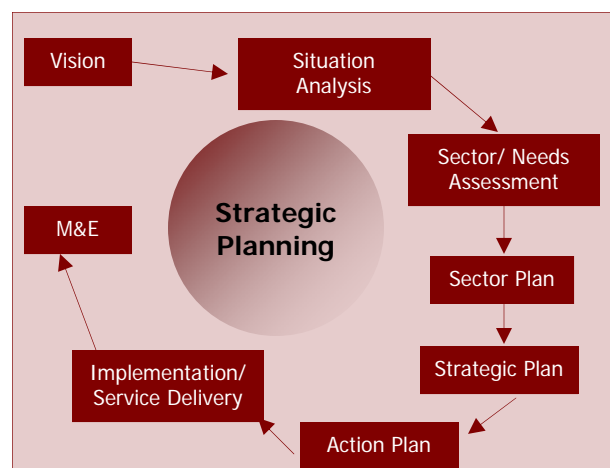 Vision
Situation
Analysis
Sector/ Needs
Assessment
Strategic
Planning
M&E
Sector Plan
Strategic Plan
Implementation/
Service Delivery
Action Plan